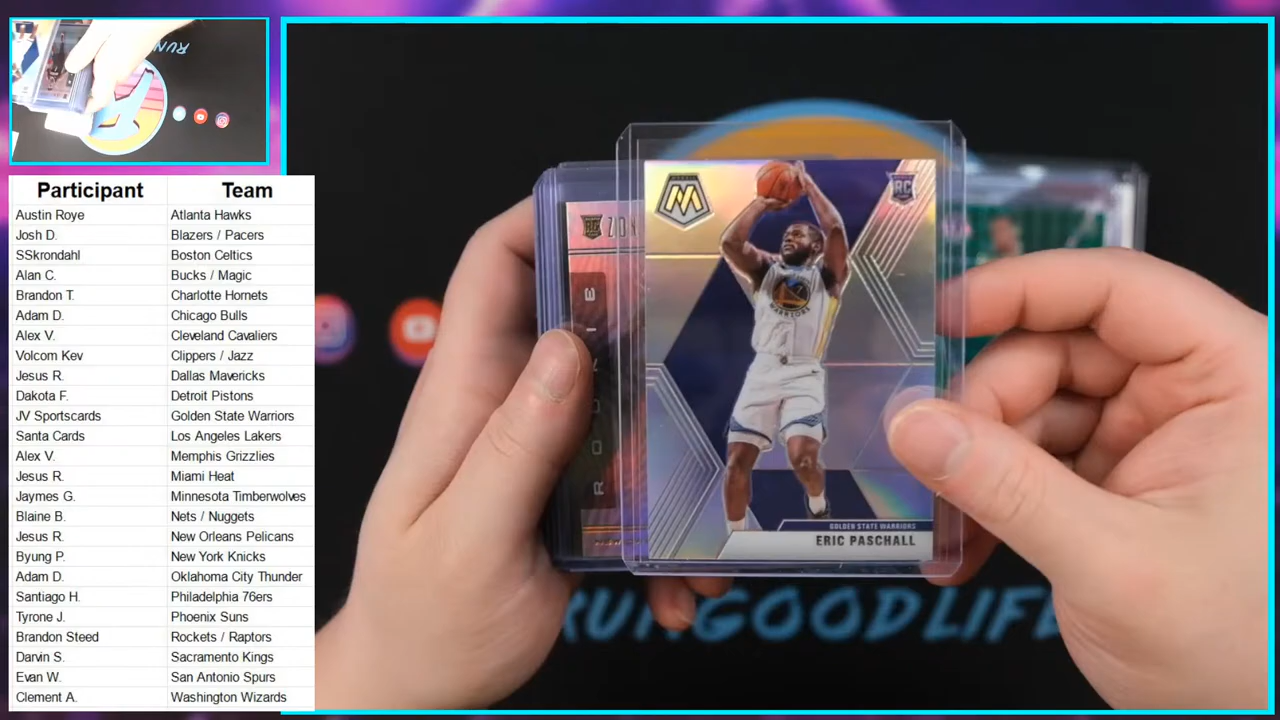 RUN
Participant Team
Austin Roye Atlanta Hawks
Josh D. Blazers / Pacers
SSkrondahl Boston Celtics
Alan C. Bucks / Magic
Brandon T. Charlotte Hornets
Adam D. Chicago Bulls
Alex V. Cleveland Cavaliers
Volcom Kev Clippers / Jazz
Jesus R. Dallas Mavericks
Dakota F. Detroit Pistons
JV Sportscards Golden State Warriors
Santa Cards Los Angeles Lakers
Alex V. Memphis Grizzlies
Jesus R. Miami Heat
Jaymes G. Minnesota Timberwolves
Blaine B. Nets / Nuggets
Jesus R. New Orleans Pelicans
Byung P. New York Knicks
Adam D. Oklahoma City Thunder
Santiago H. Philadelphia 76ers
Tyrone J. Phoenix Suns
Brandon Steed Rockets / Raptors
Darvin S. Sacramento Kings
Evan W. San Antonio Spurs
Clement A. Washington Wizards
RC ZION
M
RC
WARRIORS
GOLDEN STATE WARRIORS
ERIC PASCHALL
RUNGOODLIFE